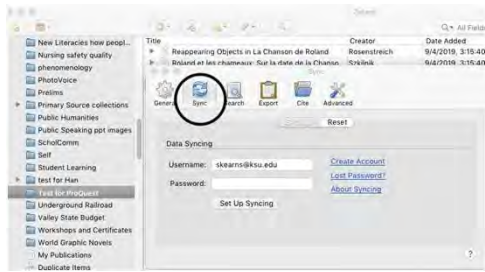 Select
All Fields
New Literacies how peopl...
Nursing safety quality
phenomenology
PhotoVoice
Prelims
Primary Source collections
Public Humanities
Public Speaking ppt images
ScholComm
Self
Student Learning
test for Han
Test for ProQuest
Underground Railroad
Valley State Budget
Workshops and Certificates
World Graphic Novels
My Publications
Duplicate Items
Title Creator Date Added
Reappearing Objects in La Chanson de Roland Rosenstreich 9/4/2019, 3:15:40
Roland et les chameaux: Sur la date de la Chanso Szkilnik 9/4/2019, 3:15:40
Sync
General Sync Search Export Cite Advanced
Reset
Data Syncing
Username: skearns@ksu.edu Create Account
Password: Lost Password?
About Syncing
Set Up Syncing
?